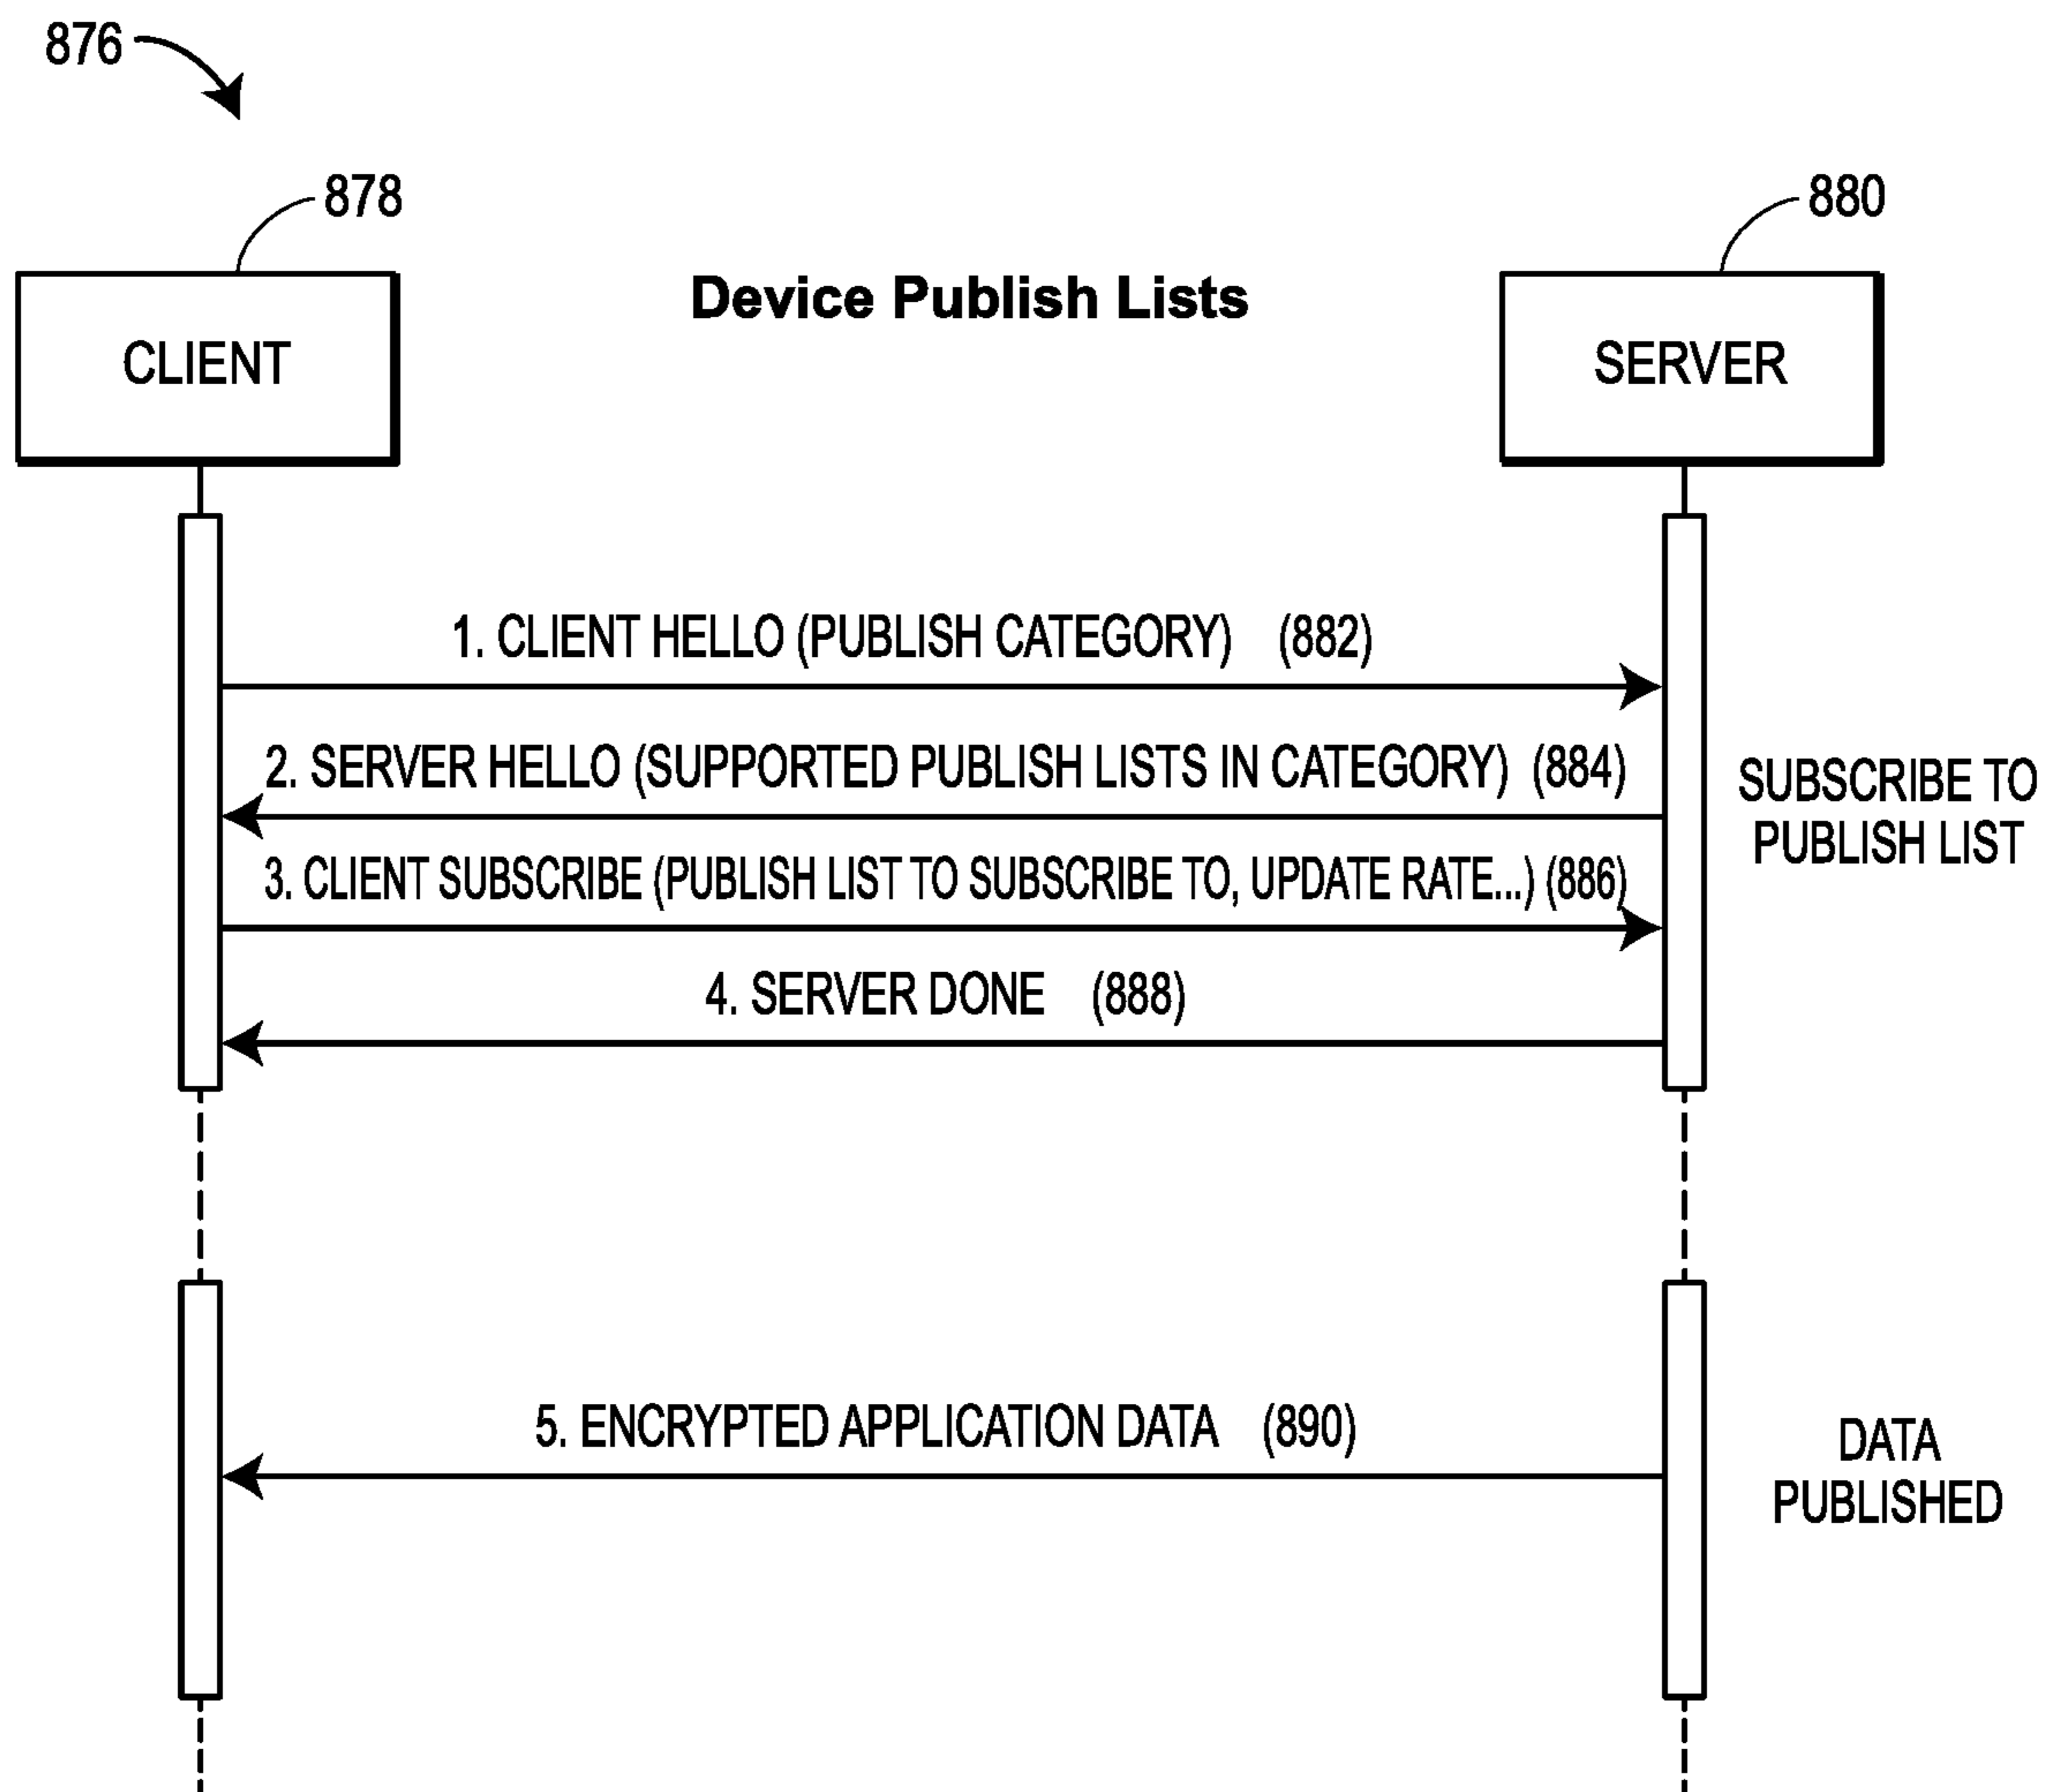 876
878
880
Device Publish Lists
CLIENT
SERVER
1. CLIENT HELLO (PUBLISH CATEGORY) (882)
2. SERVER HELLO (SUPPORTED PUBLISH LISTS IN CATEGORY) (884)
SUBSCRIBE TO
PUBLISH LIST
3. CLIENT SUBSCRIBE (PUBLISH LIST TO SUBSCRIBE TO, UPDATE RATE...) (886)
4. SERVER DONE (888)
5. ENCRYPTED APPLICATION DATA (890)
DATA
PUBLISHED